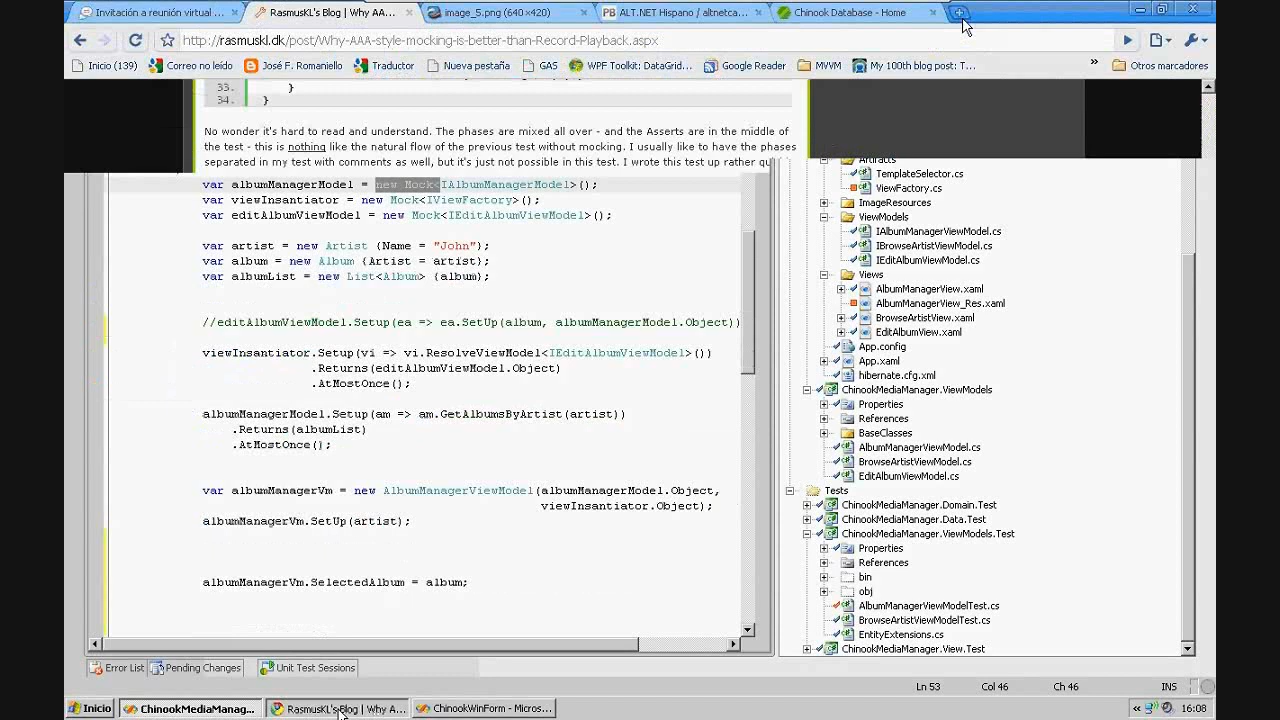 Invitación a reunión virtual ...
RasmusKL's Blog | Why AA...
image_5.png (640×420)
ALT.NET Hispano / altnetca...
Chinook Database - Home
http://rasmuskl.dk/post/Why-AAA-style-mocking-is-better-than-Record-Playback.aspx
Inicio (139)
Correo no leído
José F. Romaniello
Traductor
Nueva pestaña
GAS
WPF Toolkit: DataGrid...
Google Reader
MVVM
My 100th blog post: T...
»
Otros marcadores
33. }
34. }
No wonder it's hard to read and understand. The phases are mixed all over - and the Asserts are in the middle of
the test - this is nothing like the natural flow of the previous test without mocking. I usually like to have the phases
separated in my test with comments as well, but it's just not possible in this test. I wrote this test up rather qu
var albumManagerModel = new Mock<IAlbumManagerModel>();
var viewInsantiator = new Mock<IViewFactory>();
var editAlbumViewModel = new Mock<IEditAlbumViewModel>();
var artist = new Artist {Name = "John"};
var album = new Album {Artist = artist};
var albumList = new List<Album> {album};
//editAlbumViewModel.Setup(ea => ea.SetUp(album, albumManagerModel.Object))
viewInsantiator.Setup(vi => vi.ResolveViewModel<IEditAlbumViewModel>())
.Returns(editAlbumViewModel.Object)
.AtMostOnce();
albumManagerModel.Setup(am => am.GetAlbumsByArtist(artist))
.Returns(albumList)
.AtMostOnce();
var albumManagerVm = new AlbumManagerViewModel(albumManagerModel.Object,
viewInsantiator.Object);
albumManagerVm.SetUp(artist);
albumManagerVm.SelectedAlbum = album;
Artifacts
TemplateSelector.cs
ViewFactory.cs
ImageResources
ViewModels
IAlbumManagerViewModel.cs
IBrowseArtistViewModel.cs
IEditAlbumViewModel.cs
Views
AlbumManagerView.xaml
AlbumManagerView_Res.xaml
BrowseArtistView.xaml
EditAlbumView.xaml
App.config
App.xaml
hibernate.cfg.xml
ChinookMediaManager.ViewModels
Properties
References
BaseClasses
AlbumManagerViewModel.cs
BrowseArtistViewModel.cs
EditAlbumViewModel.cs
Tests
ChinookMediaManager.Domain.Test
ChinookMediaManager.Data.Test
ChinookMediaManager.ViewModels.Test
Properties
References
bin
obj
AlbumManagerViewModelTest.cs
BrowseArtistViewModelTest.cs
EntityExtensions.cs
ChinookMediaManager.View.Test
Error List
Pending Changes
Unit Test Sessions
Ln 53
Col 46
Ch 46
INS
Inicio
ChinookMediaManag...
RasmusKL's Blog | Why A...
ChinookWinForm - Micros...
«
16:08